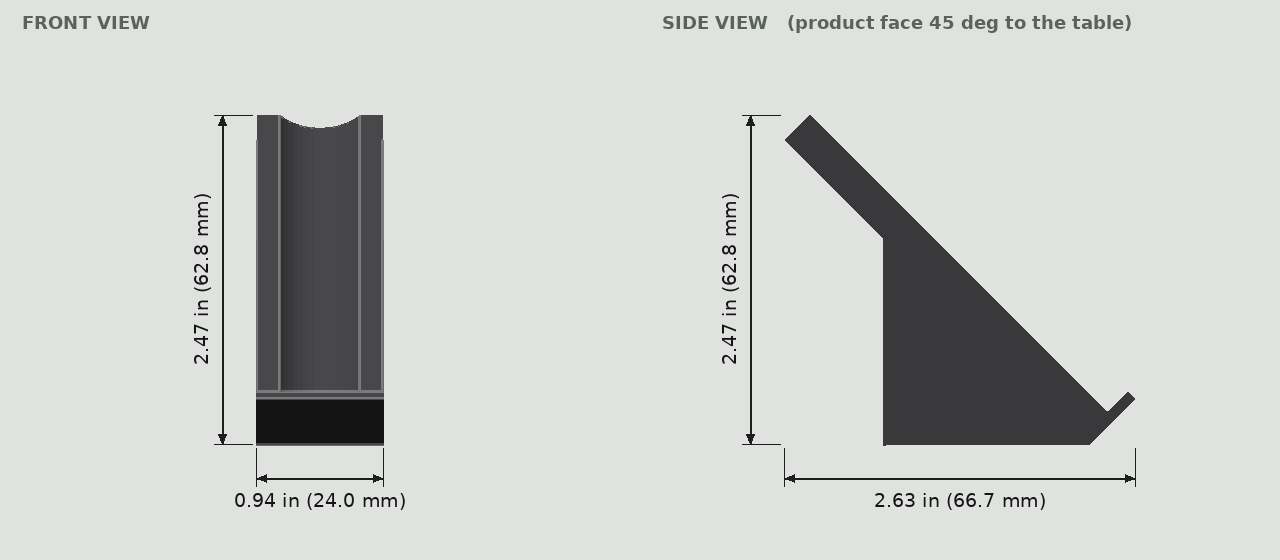 FRONT VIEW
SIDE VIEW (product face 45 deg to the table)
2.47 in (62.8 mm)
2.47 in (62.8 mm)
0.94 in (24.0 mm)
2.63 in (66.7 mm)